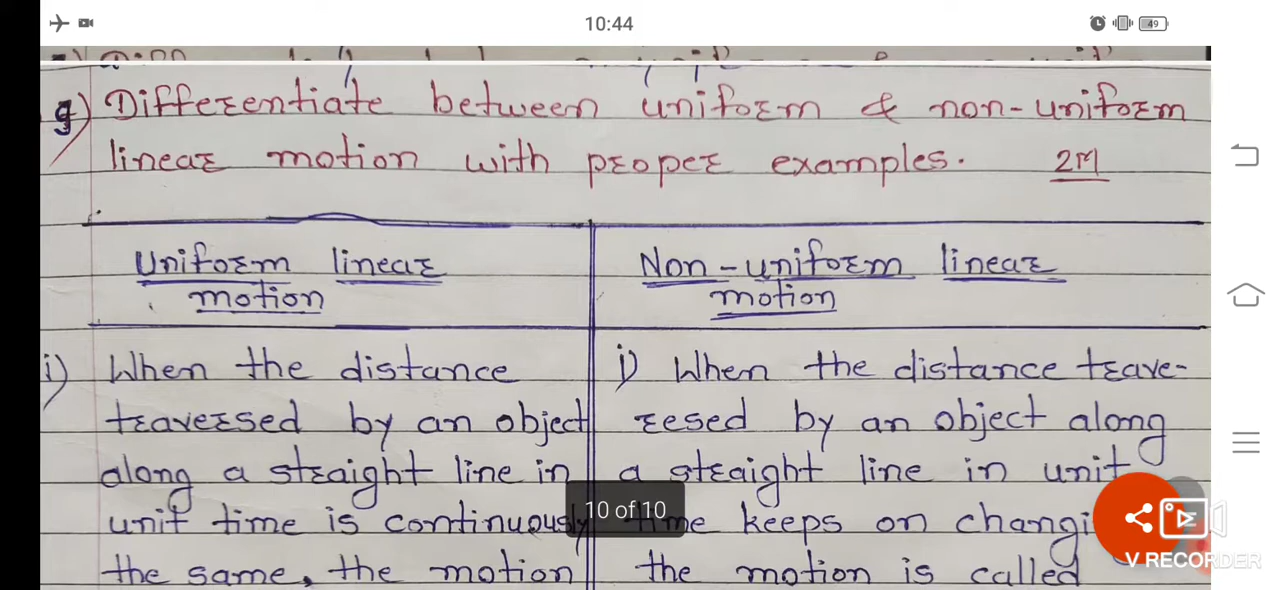 10:44
49
g) Differentiate between uniform & non-uniform
linear motion with proper examples. 2M
Uniform linear
motion
Non-uniform linear
motion
i) When the distance
traversed by an object
along a straight line in
unit time is continuously
the same, the motion
i) When the distance trave-
resed by an object along
a straight line in unit
time keeps on changi
the motion is called
10 of 10
V RECORDER